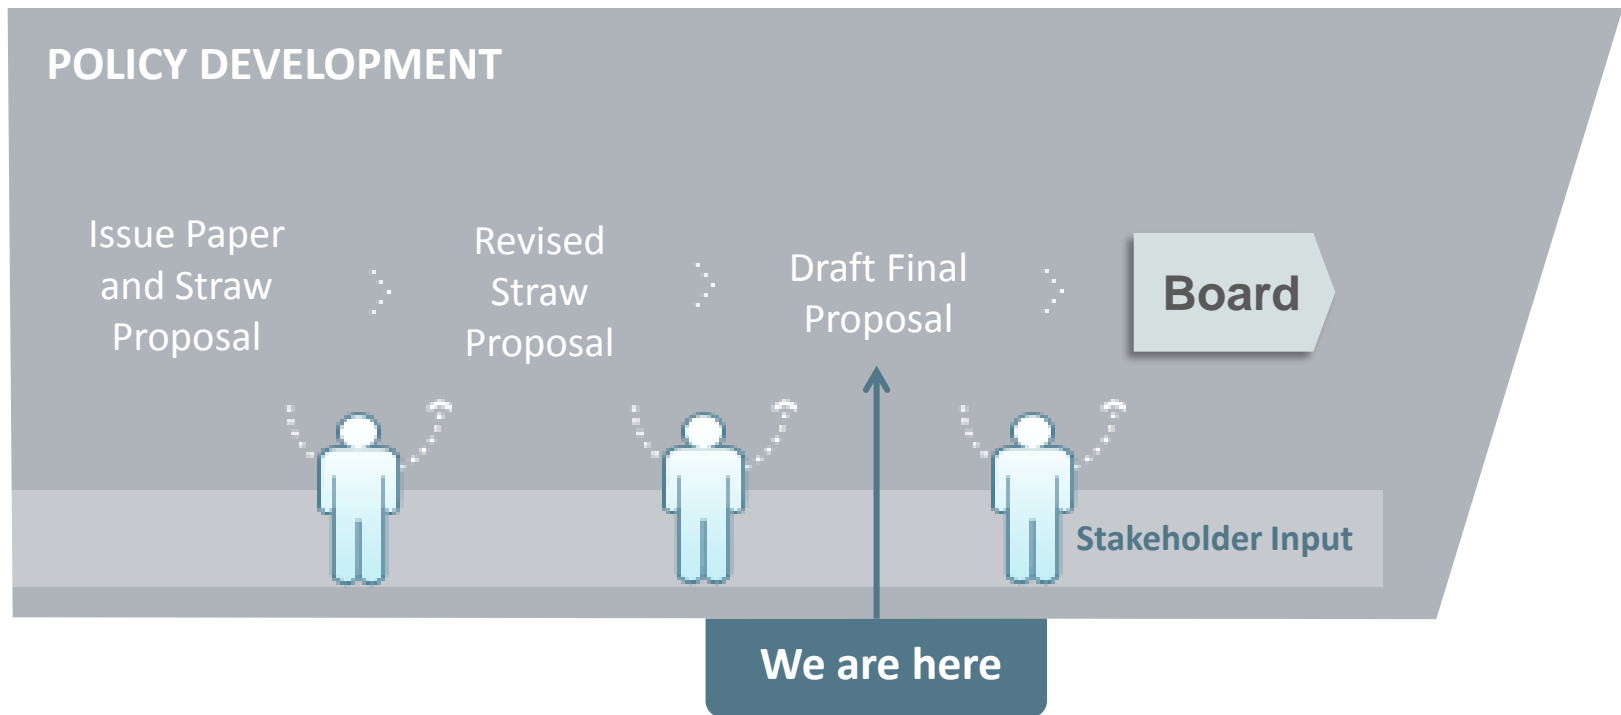 POLICY DEVELOPMENT
Issue Paper
and Straw
Proposal
Revised
Straw
Proposal
Draft Final
Proposal
Board
Stakeholder Input
We are here